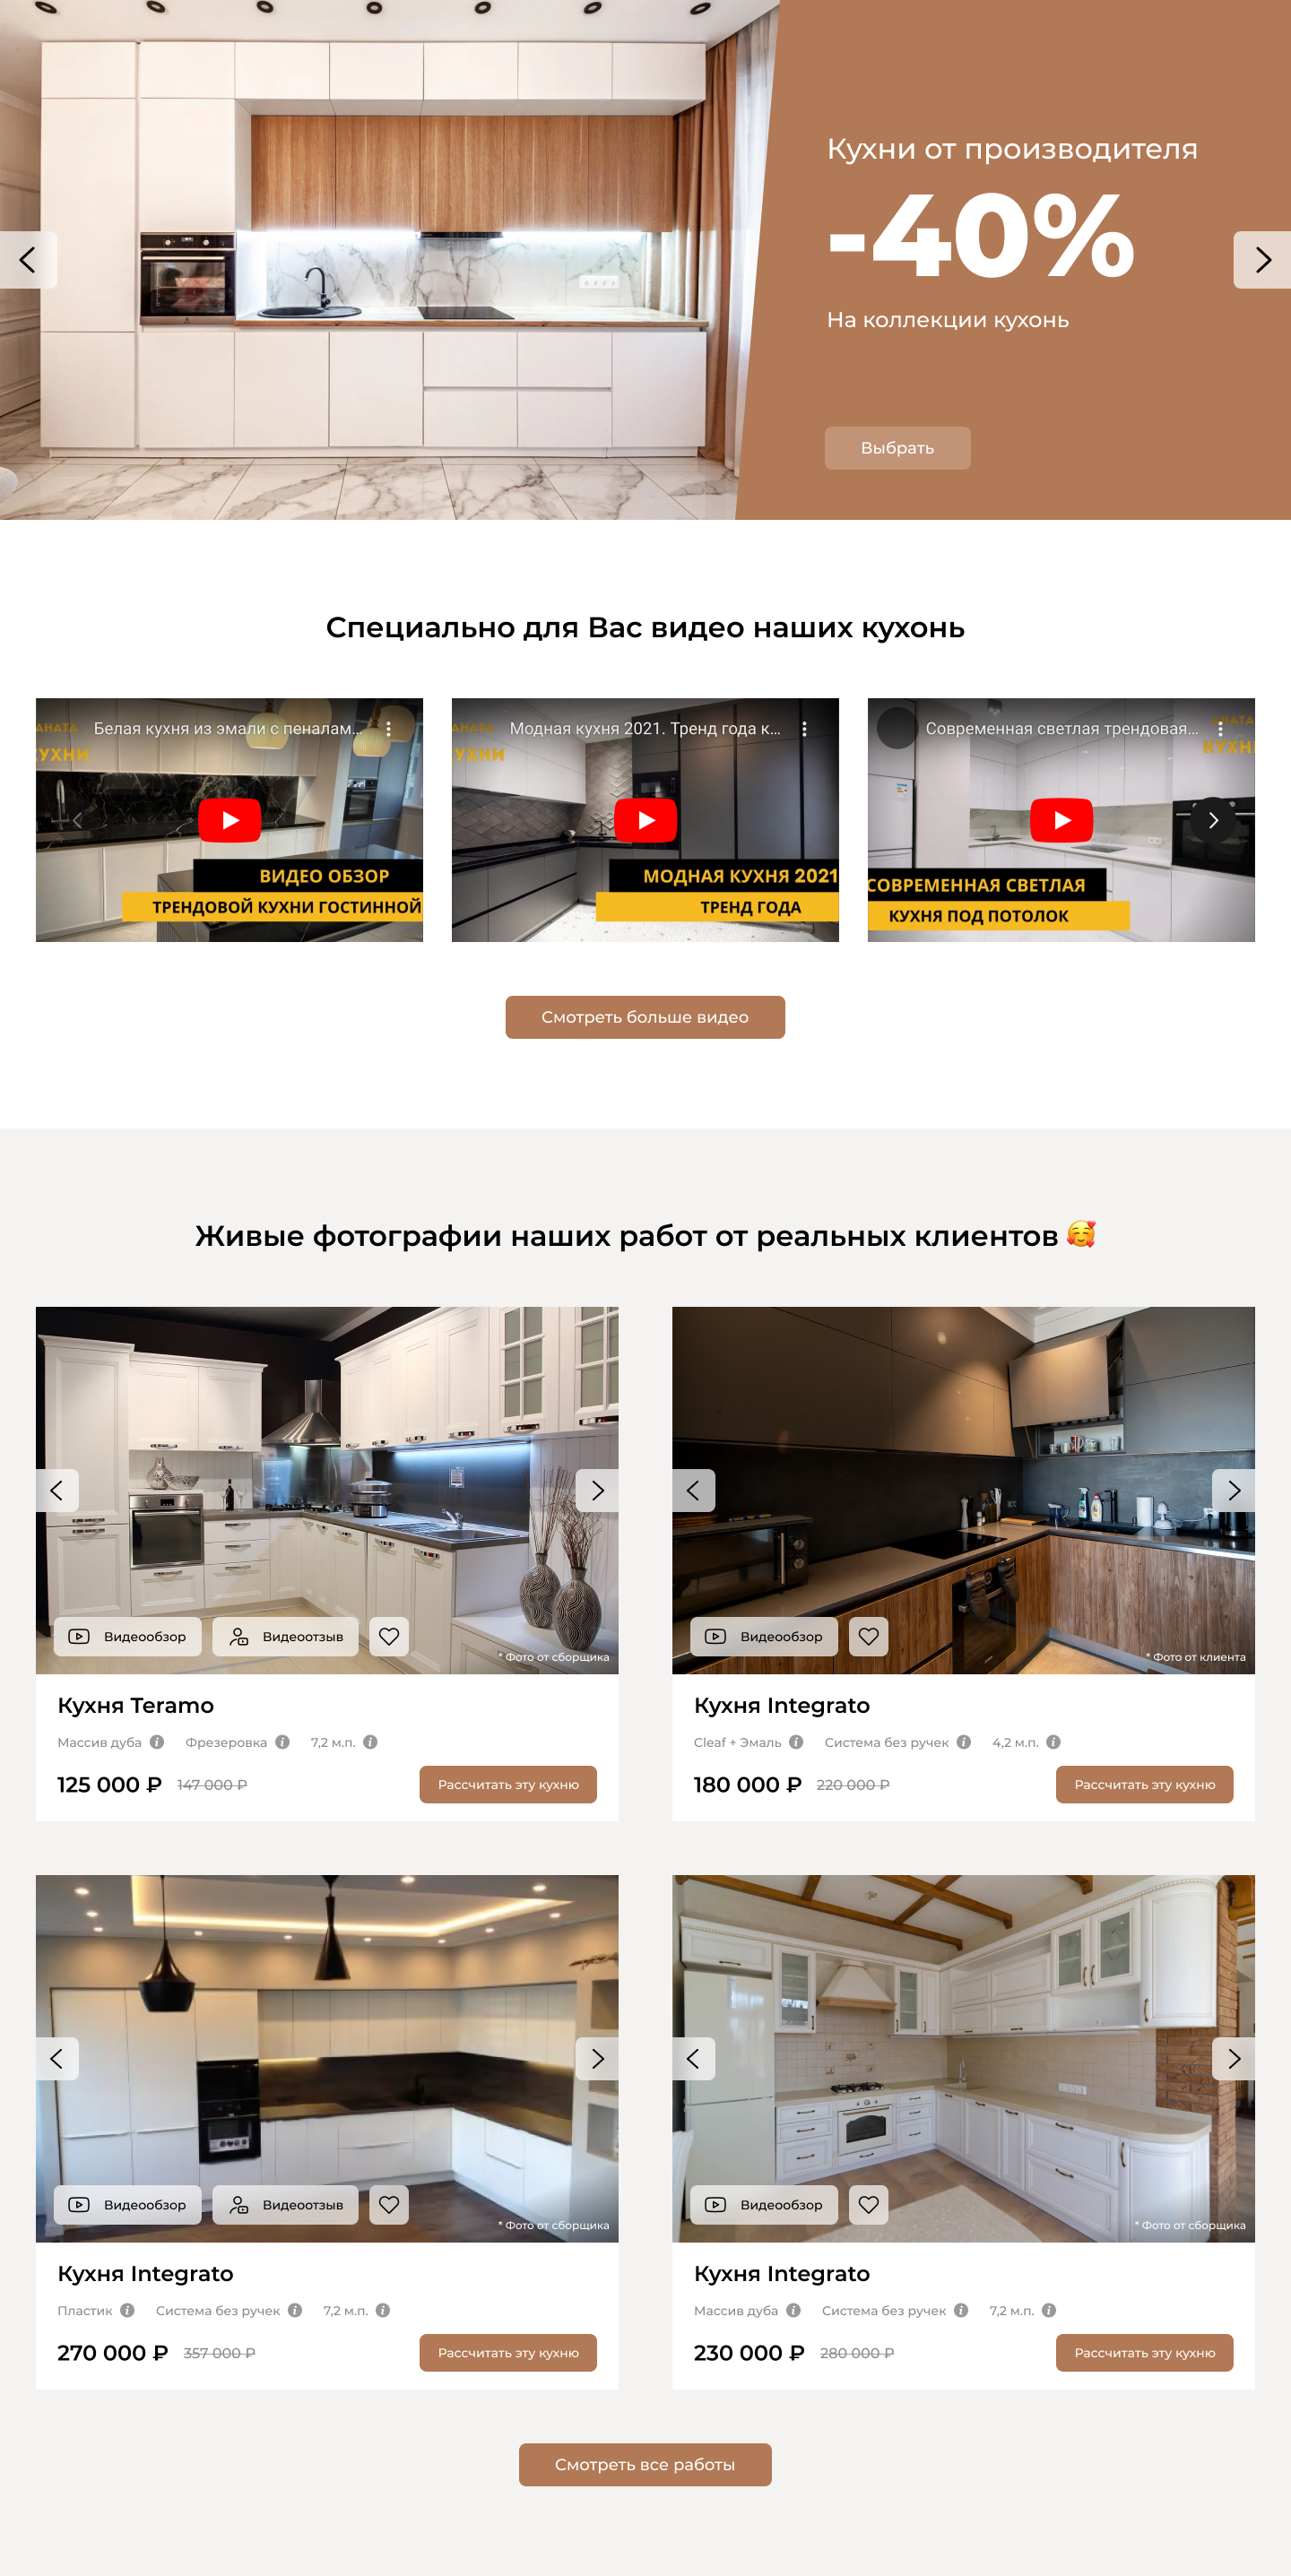 Кухни от производителя
-40%
На коллекции кухонь
Выбрать
Специально для Вас видео наших кухонь
АНАТА
КУХНИ
Белая кухня из эмали с пеналам...
ВИДЕО ОБЗОР
ТРЕНДОВОЙ КУХНИ ГОСТИННОЙ
АНАТА
КУХНИ
Модная кухня 2021. Тренд года к...
МОДНАЯ КУХНЯ 2021
ТРЕНД ГОДА
Современная светлая трендовая...
АНАТА
КУХНИ
СОВРЕМЕННАЯ СВЕТЛАЯ
КУХНЯ ПОД ПОТОЛОК
Смотреть больше видео
Живые фотографии наших работ от реальных клиентов 🥰
Видеообзор
Видеоотзыв
* Фото от сборщика
Кухня Teramo
Массив дуба Фрезеровка 7,2 м.п.
125 000 ₽ 147 000 ₽
Рассчитать эту кухню
Видеообзор
* Фото от клиента
Кухня Integrato
Cleaf + Эмаль Система без ручек 4,2 м.п.
180 000 ₽ 220 000 ₽
Рассчитать эту кухню
Видеообзор
Видеоотзыв
* Фото от сборщика
Кухня Integrato
Пластик Система без ручек 7,2 м.п.
270 000 ₽ 357 000 ₽
Рассчитать эту кухню
Видеообзор
* Фото от сборщика
Кухня Integrato
Массив дуба Система без ручек 7,2 м.п.
230 000 ₽ 280 000 ₽
Рассчитать эту кухню
Смотреть все работы